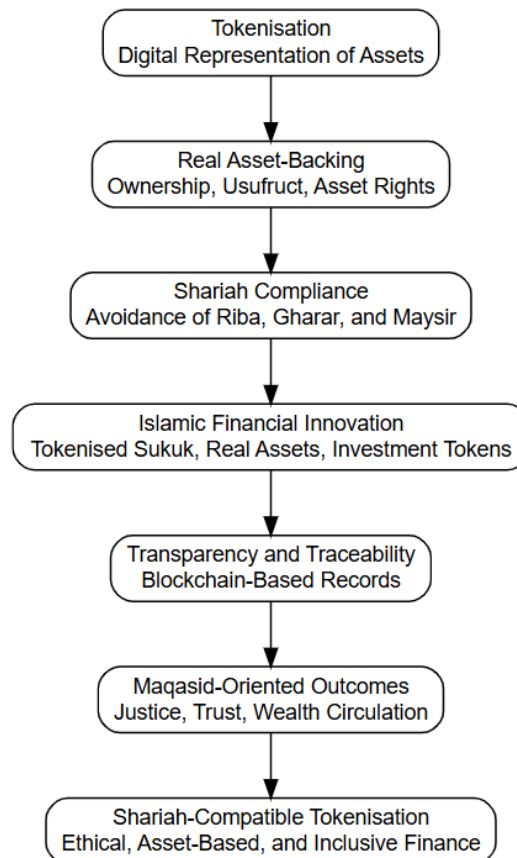 Tokenisation
Digital Representation of Assets
Real Asset-Backing
Ownership, Usufruct, Asset Rights
Shariah Compliance
Avoidance of Riba, Gharar, and Maysir
Islamic Financial Innovation
Tokenised Sukuk, Real Assets, Investment Tokens
Transparency and Traceability
Blockchain-Based Records
Maqasid-Oriented Outcomes
Justice, Trust, Wealth Circulation
Shariah-Compatible Tokenisation
Ethical, Asset-Based, and Inclusive Finance